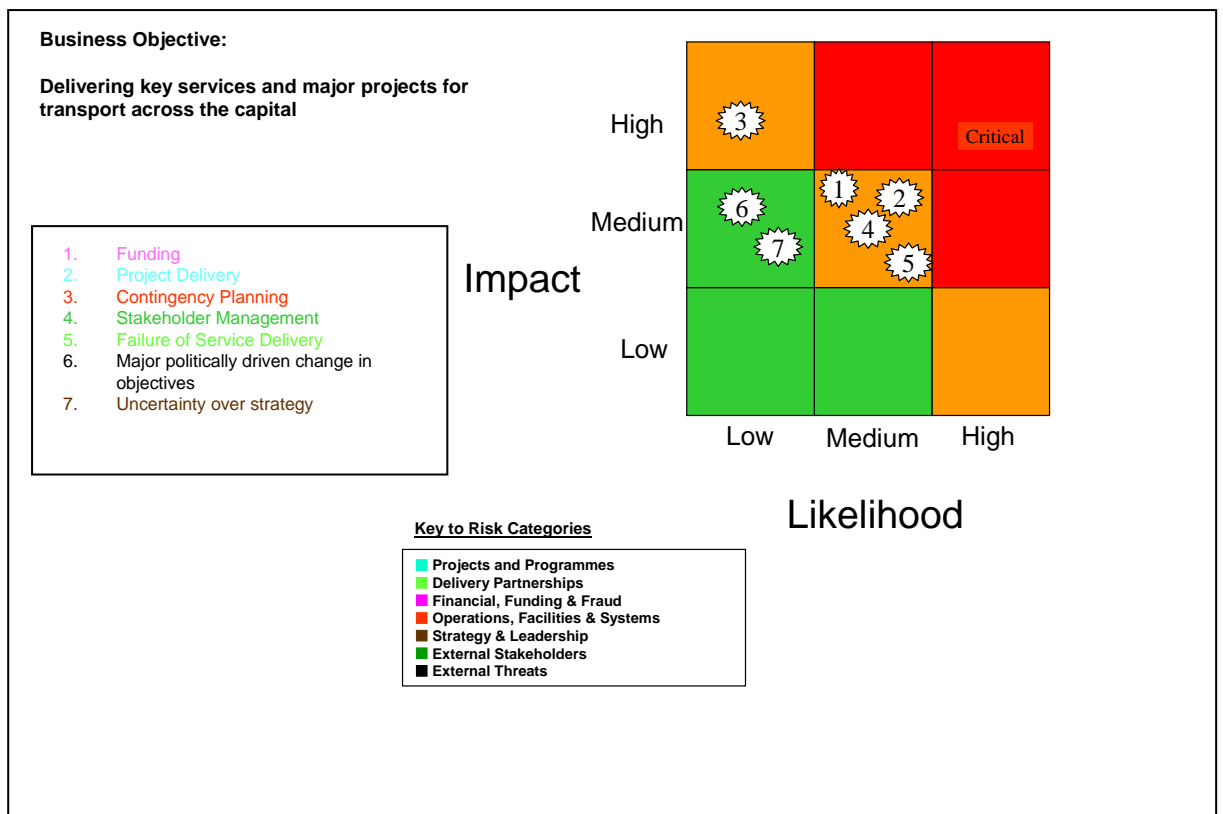 Business Objective:
Delivering key services and major projects for
transport across the capital
1. Funding
2. Project Delivery
3. Contingency Planning
4. Stakeholder Management
5. Failure of Service Delivery
6. Major politically driven change in
objectives
7. Uncertainty over strategy
Impact
High
Medium
Low
3
Critical
1
2
6
4
7
5
Low
Medium
High
Likelihood
Key to Risk Categories
Projects and Programmes
Delivery Partnerships
Financial, Funding & Fraud
Operations, Facilities & Systems
Strategy & Leadership
External Stakeholders
External Threats